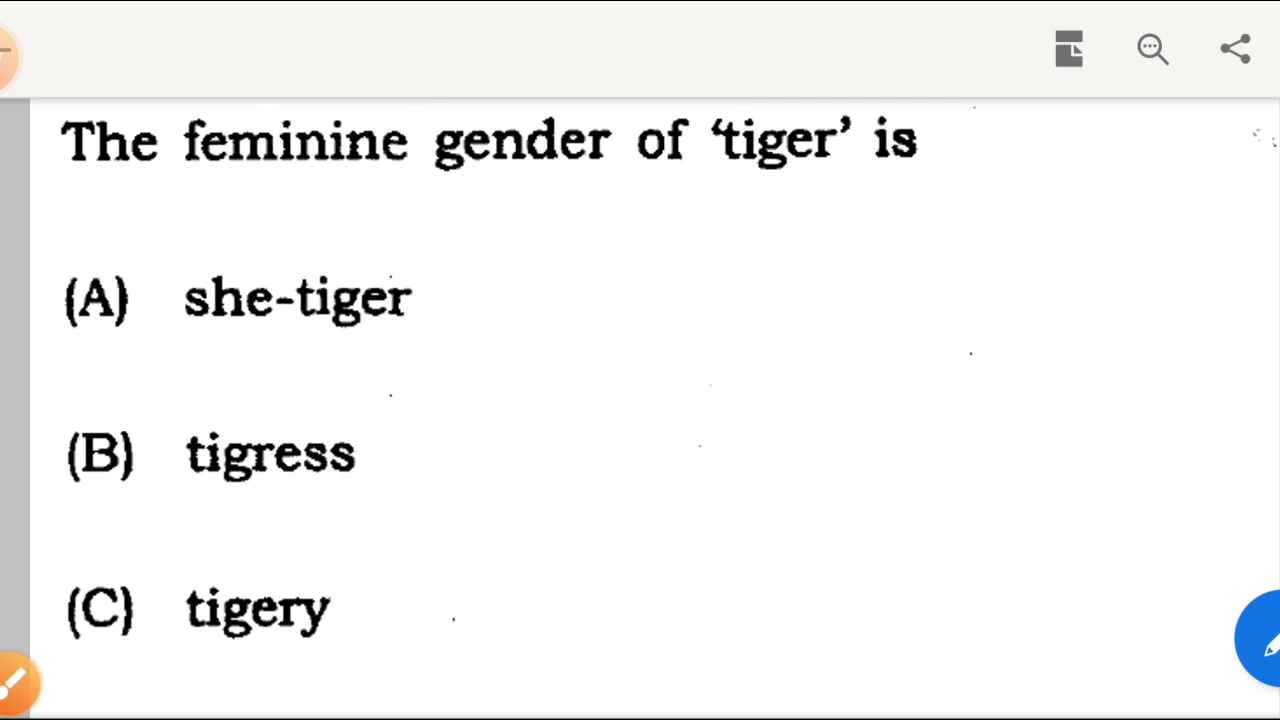 The feminine gender of ‘tiger’ is
(A) she-tiger
(B) tigress
(C) tigery